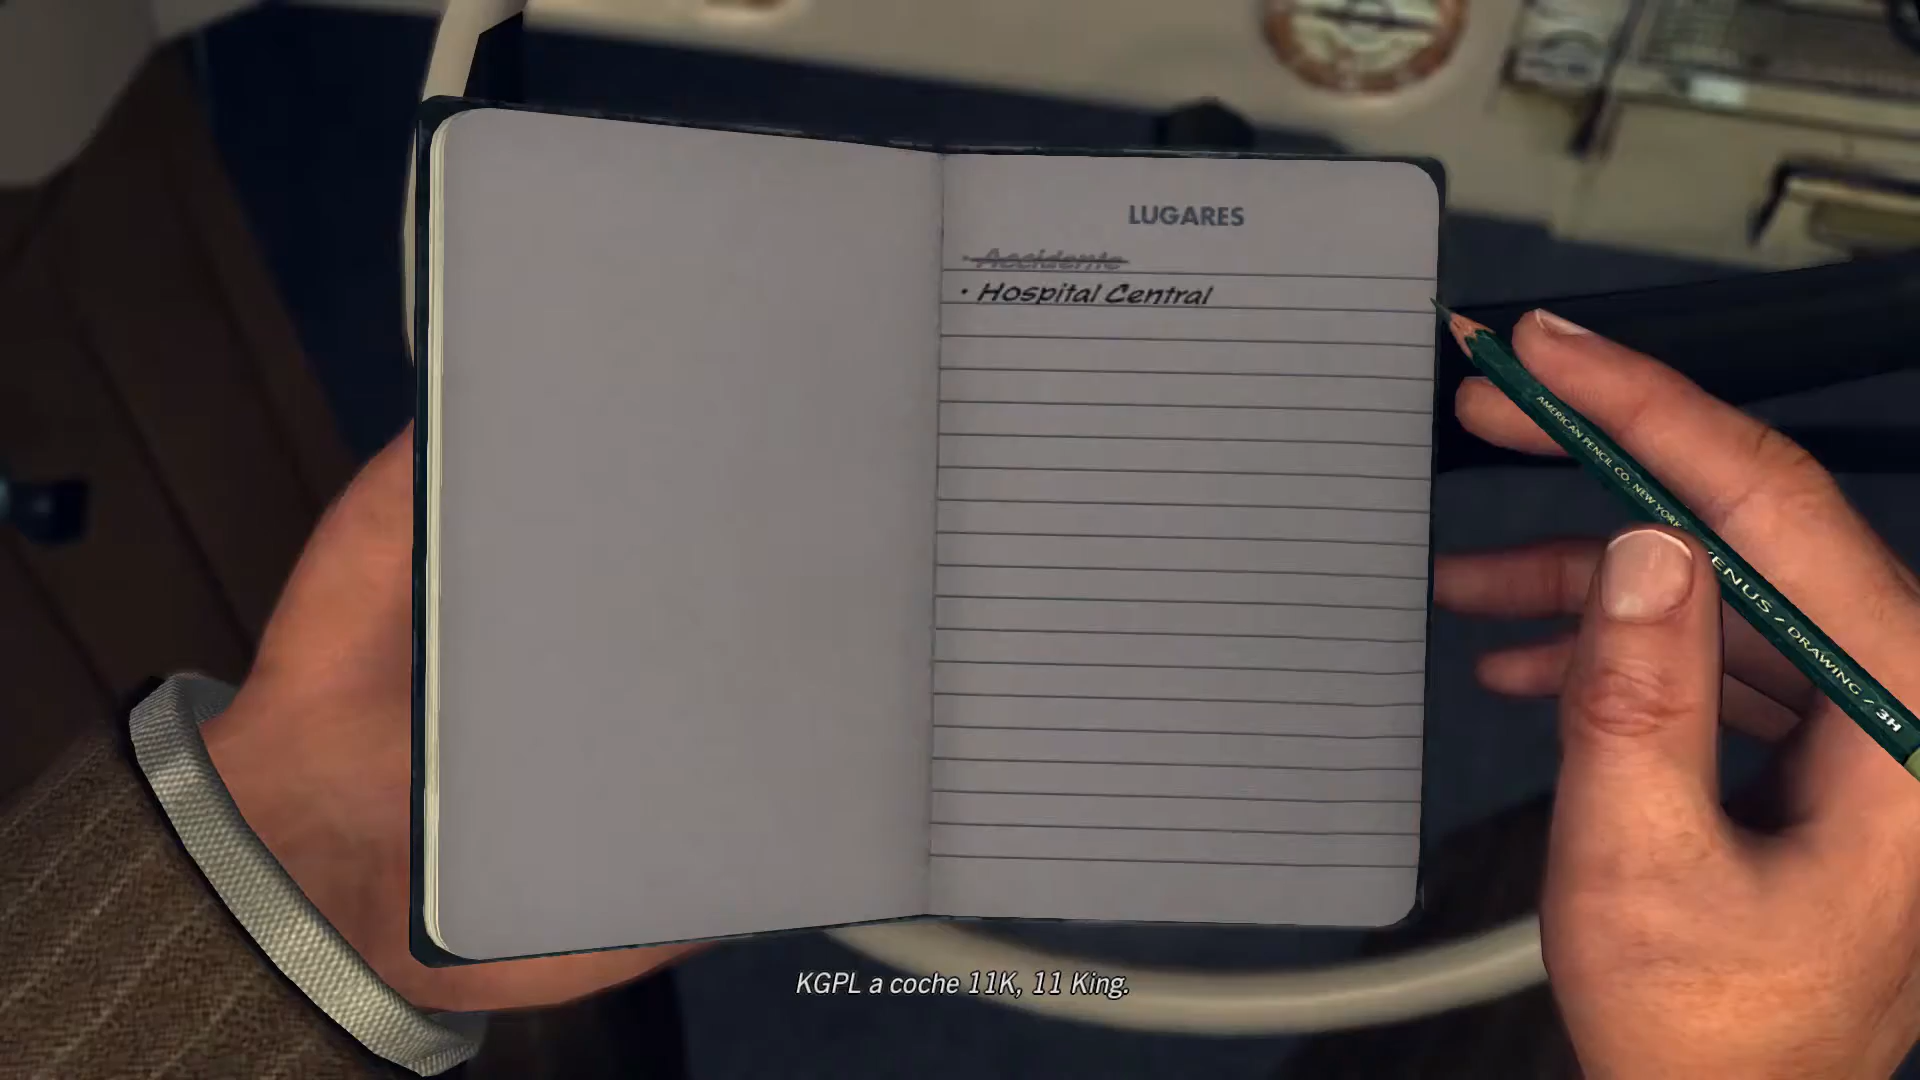 LUGARES
· Accidente
· Hospital Central
AMERICAN PENCIL CO. NEW YORK
VENUS / DRAWING / 3H
KGPL a coche 11K, 11 King.